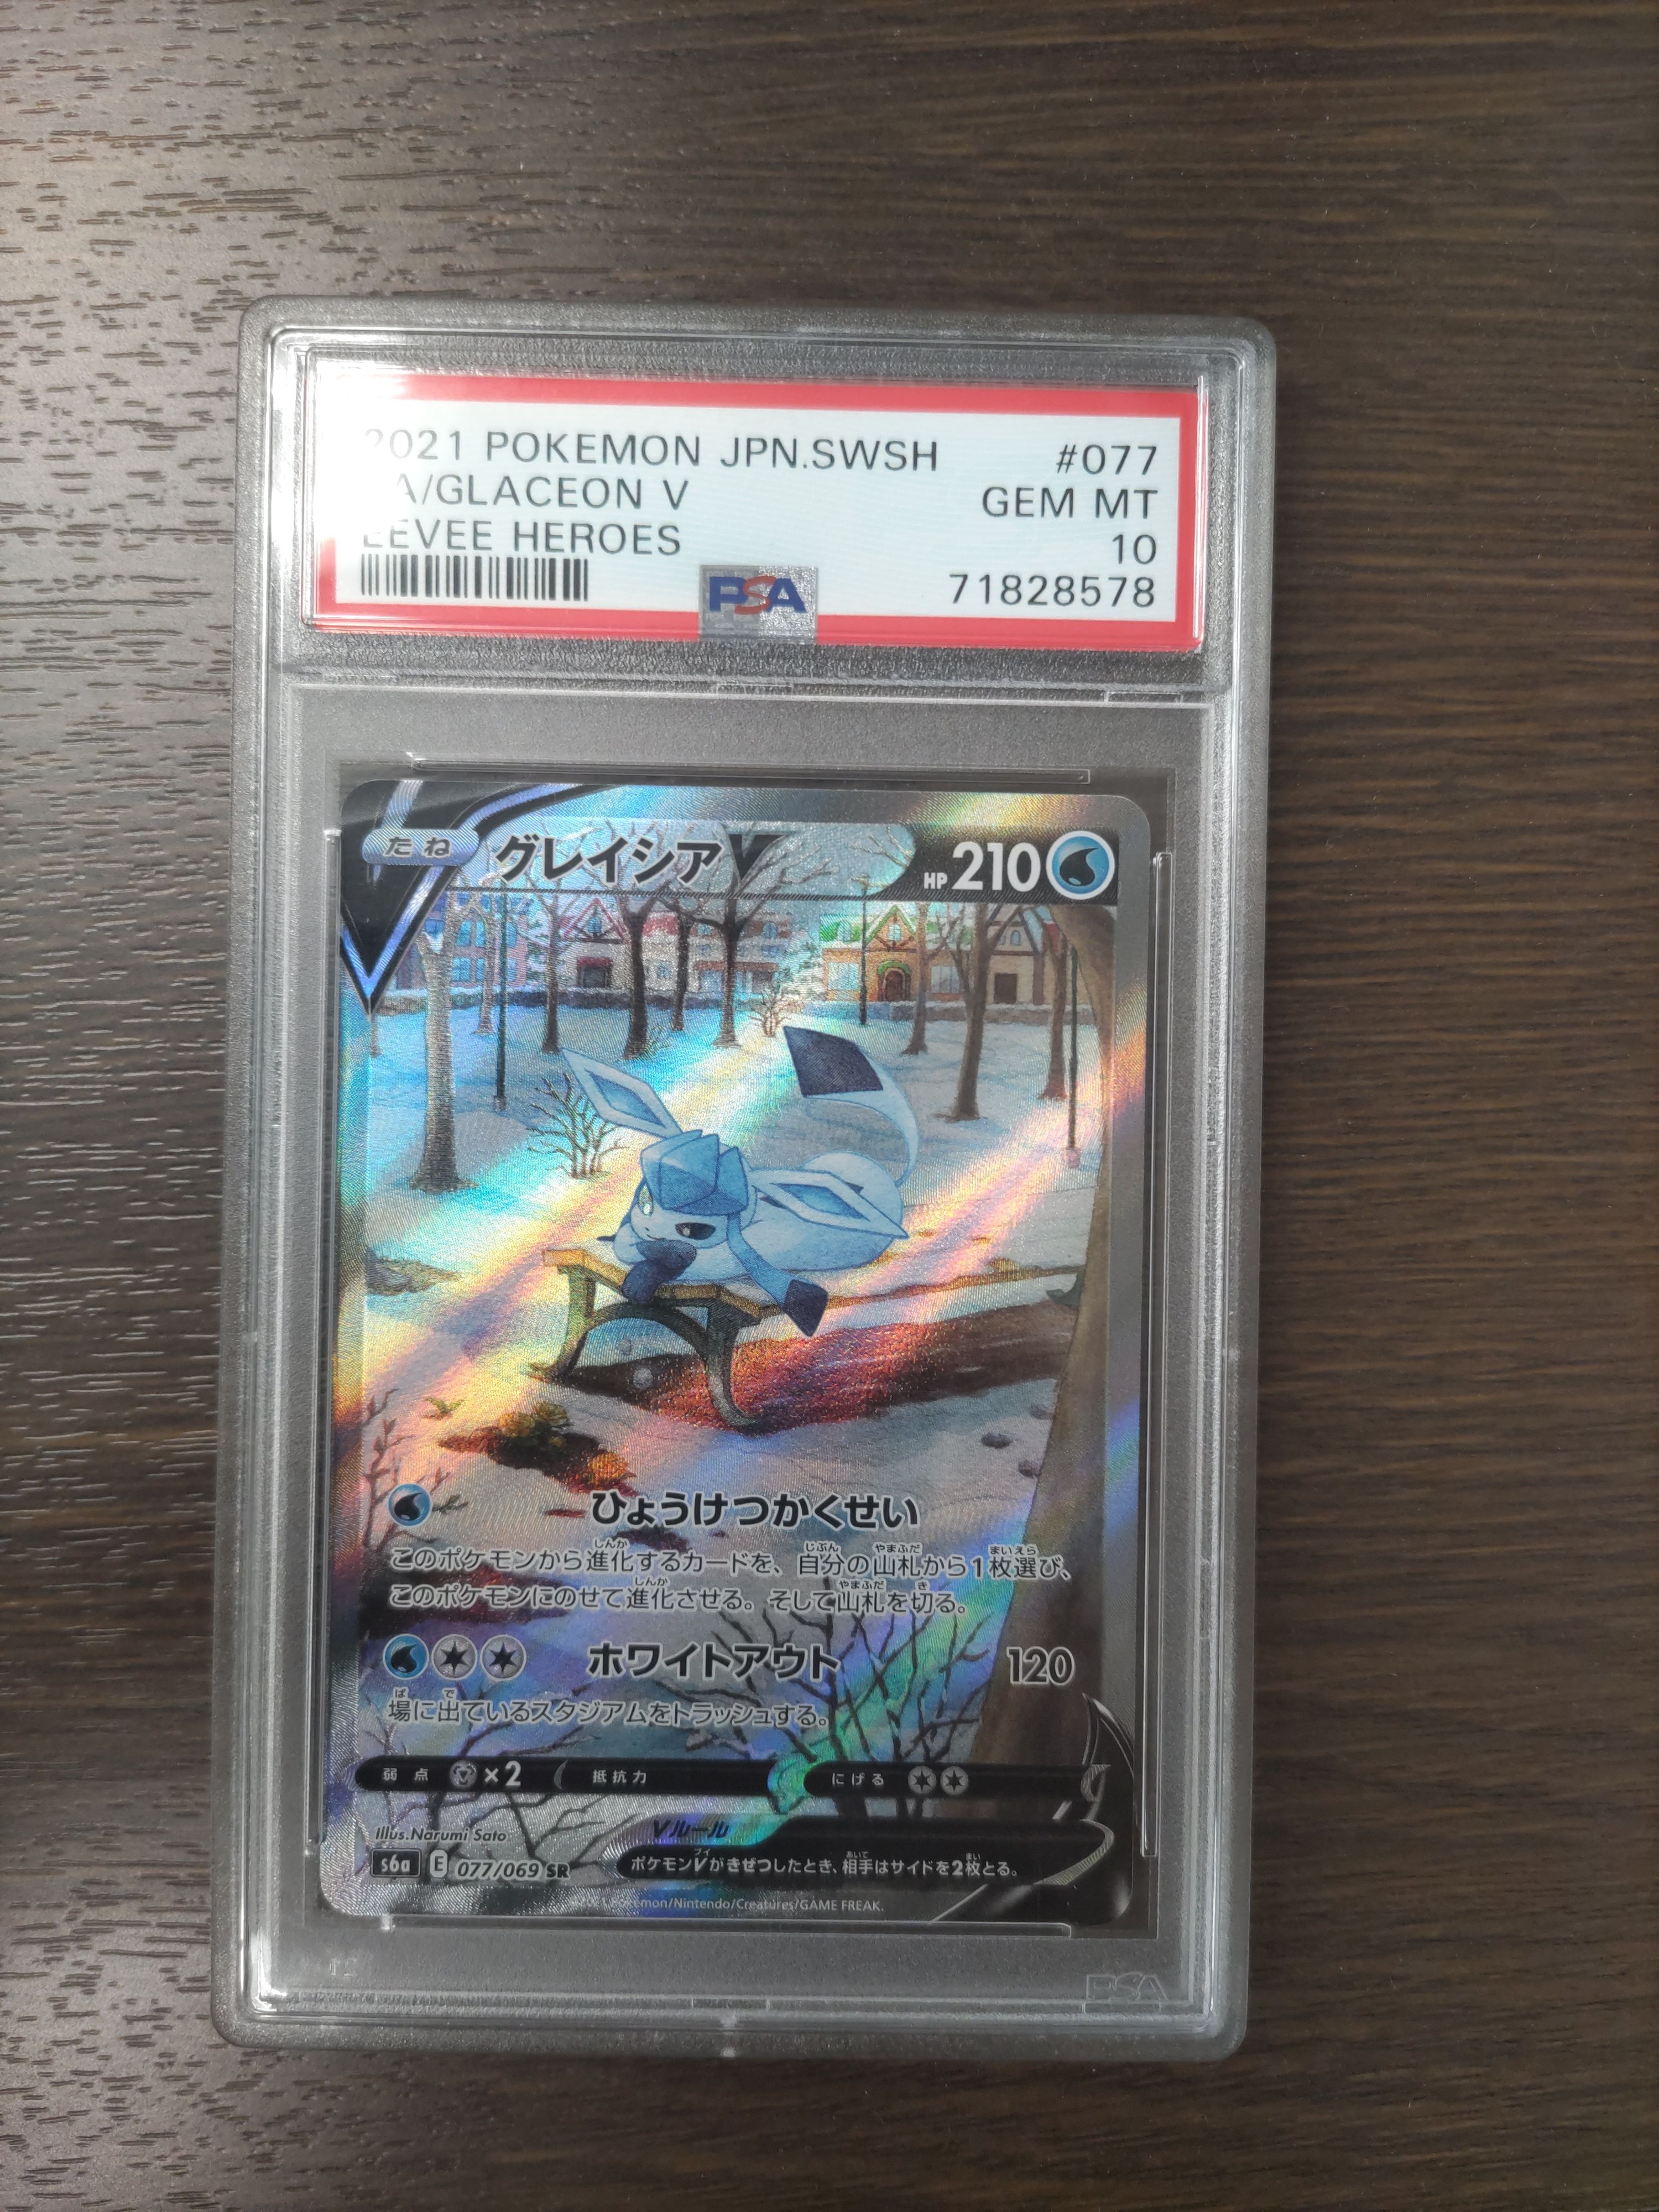 2021 POKEMON JPN.SWSH #077
A/GLACEON V GEM MT
EEVEE HEROES 10
PSA 71828578
たね グレイシアV HP 210
ひょうけつかくせい
このポケモンから進化するカードを、自分の山札から1枚選び、
このポケモンにのせて進化させる。そして山札を切る。
ホワイトアウト 120
場に出ているスタジアムをトラッシュする。
弱点 ×2 抵抗力 にげる
Illus.Narumi Sato
Vルール
s6a E 077/069 SR ポケモンVがきぜつしたとき、相手はサイドを2枚とる。
Pokémon/Nintendo/Creatures/GAME FREAK.
PSA